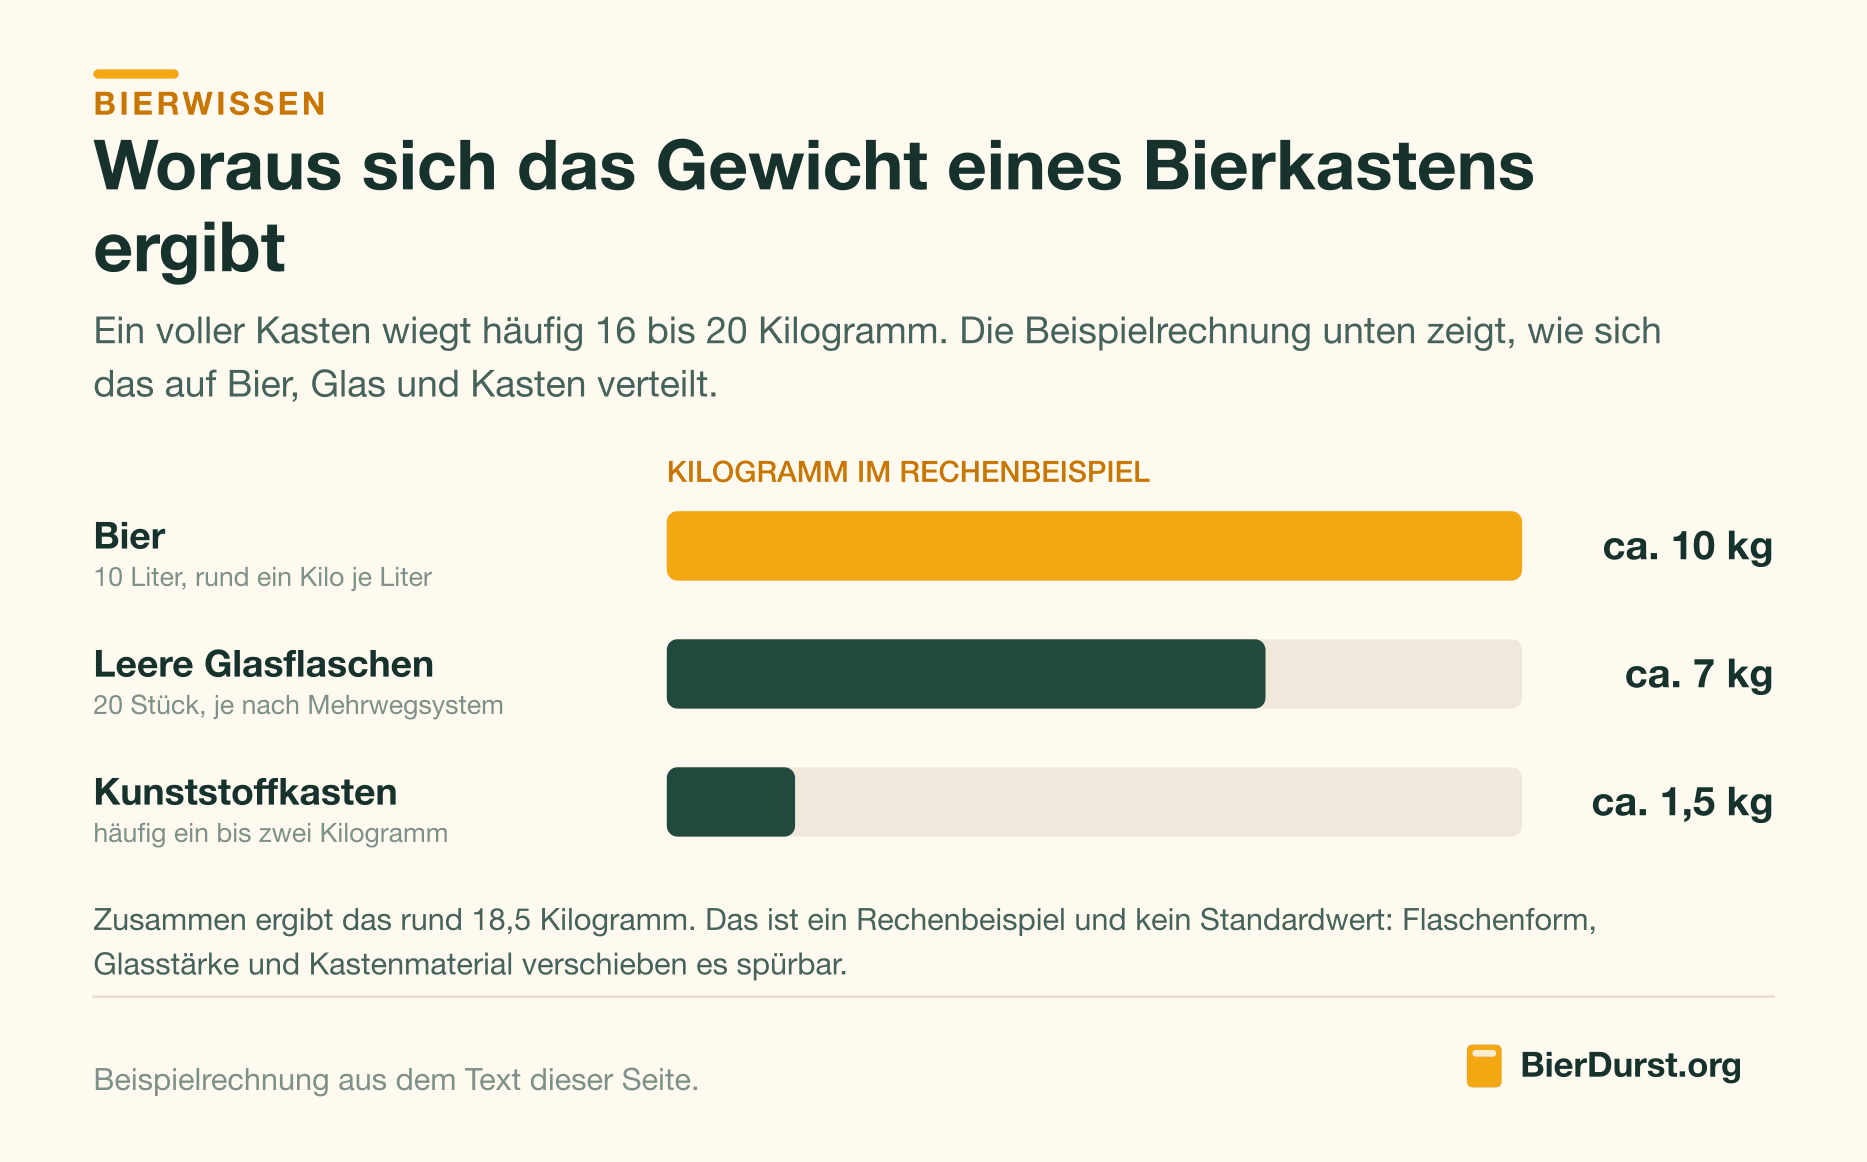 BIERWISSEN
Woraus sich das Gewicht eines Bierkastens
ergibt
Ein voller Kasten wiegt häufig 16 bis 20 Kilogramm. Die Beispielrechnung unten zeigt, wie sich
das auf Bier, Glas und Kasten verteilt.
KILOGRAMM IM RECHENBEISPIEL
Bier
10 Liter, rund ein Kilo je Liter
ca. 10 kg
Leere Glasflaschen
20 Stück, je nach Mehrwegsystem
ca. 7 kg
Kunststoffkasten
häufig ein bis zwei Kilogramm
ca. 1,5 kg
Zusammen ergibt das rund 18,5 Kilogramm. Das ist ein Rechenbeispiel und kein Standardwert: Flaschenform,
Glasstärke und Kastenmaterial verschieben es spürbar.
Beispielrechnung aus dem Text dieser Seite.
BierDurst.org